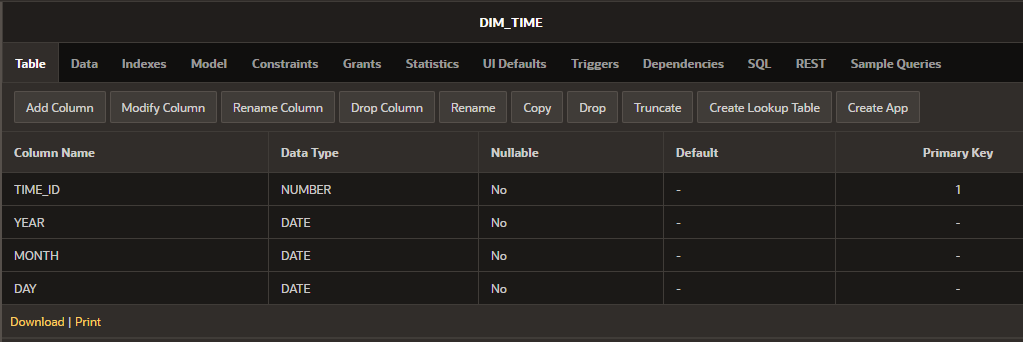 DIM_TIME
Table Data Indexes Model Constraints Grants Statistics UI Defaults Triggers Dependencies SQL REST Sample Queries
Add Column Modify Column Rename Column Drop Column Rename Copy Drop Truncate Create Lookup Table Create App
Column Name Data Type Nullable Default Primary Key
TIME_ID NUMBER No - 1
YEAR DATE No - -
MONTH DATE No - -
DAY DATE No - -
Download | Print